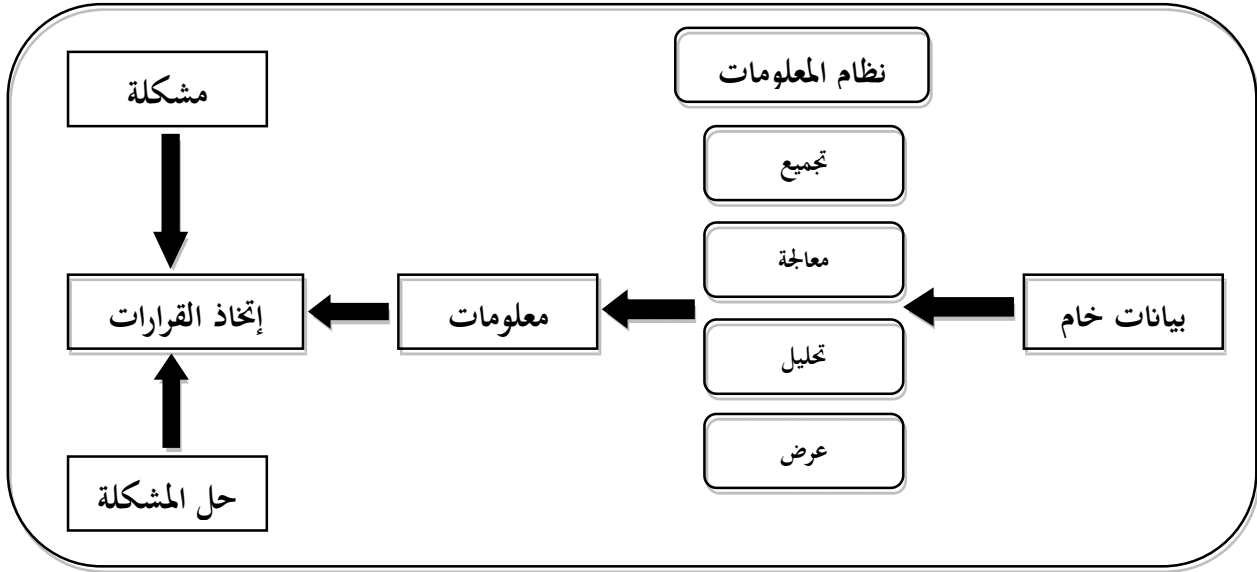 نظام المعلومات
مشكلة
تجميع
معالجة
بيانات خام
معلومات
إتخاذ القرارات
تحليل
عرض
حل المشكلة